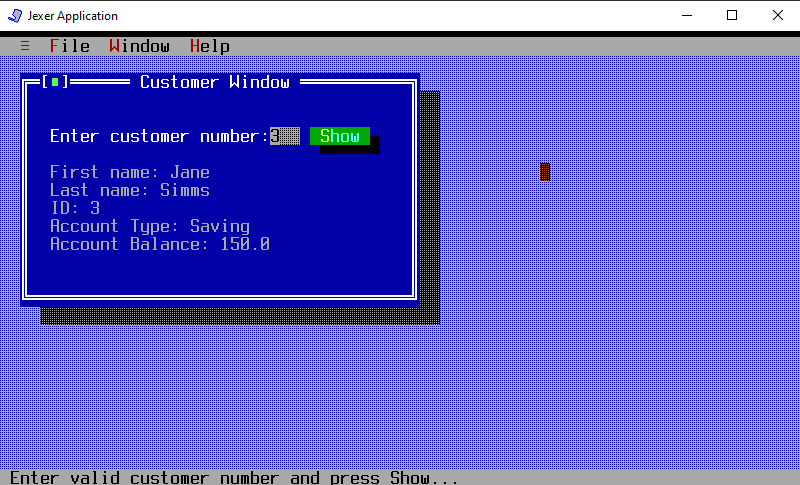 Jexer Application
File Window Help
Customer Window
Enter customer number:3 Show
First name: Jane
Last name: Simms
ID: 3
Account Type: Saving
Account Balance: 150.0
Enter valid customer number and press Show...